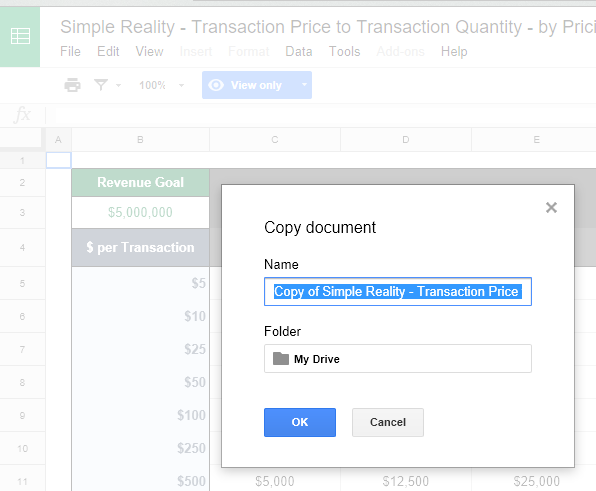 Simple Reality - Transaction Price to Transaction Quantity - by Prici
File Edit View Insert Format Data Tools Add-ons Help
100% View only
fx
A B C D E
1
2 Revenue Goal
3 $5,000,000
4 $ per Transaction
5 $5
6 $10
7 $25
8 $50
9 $100
10 $250
11 $500 $5,000 $12,500 $25,000
Copy document
Name
Copy of Simple Reality - Transaction Price
Folder
My Drive
OK Cancel